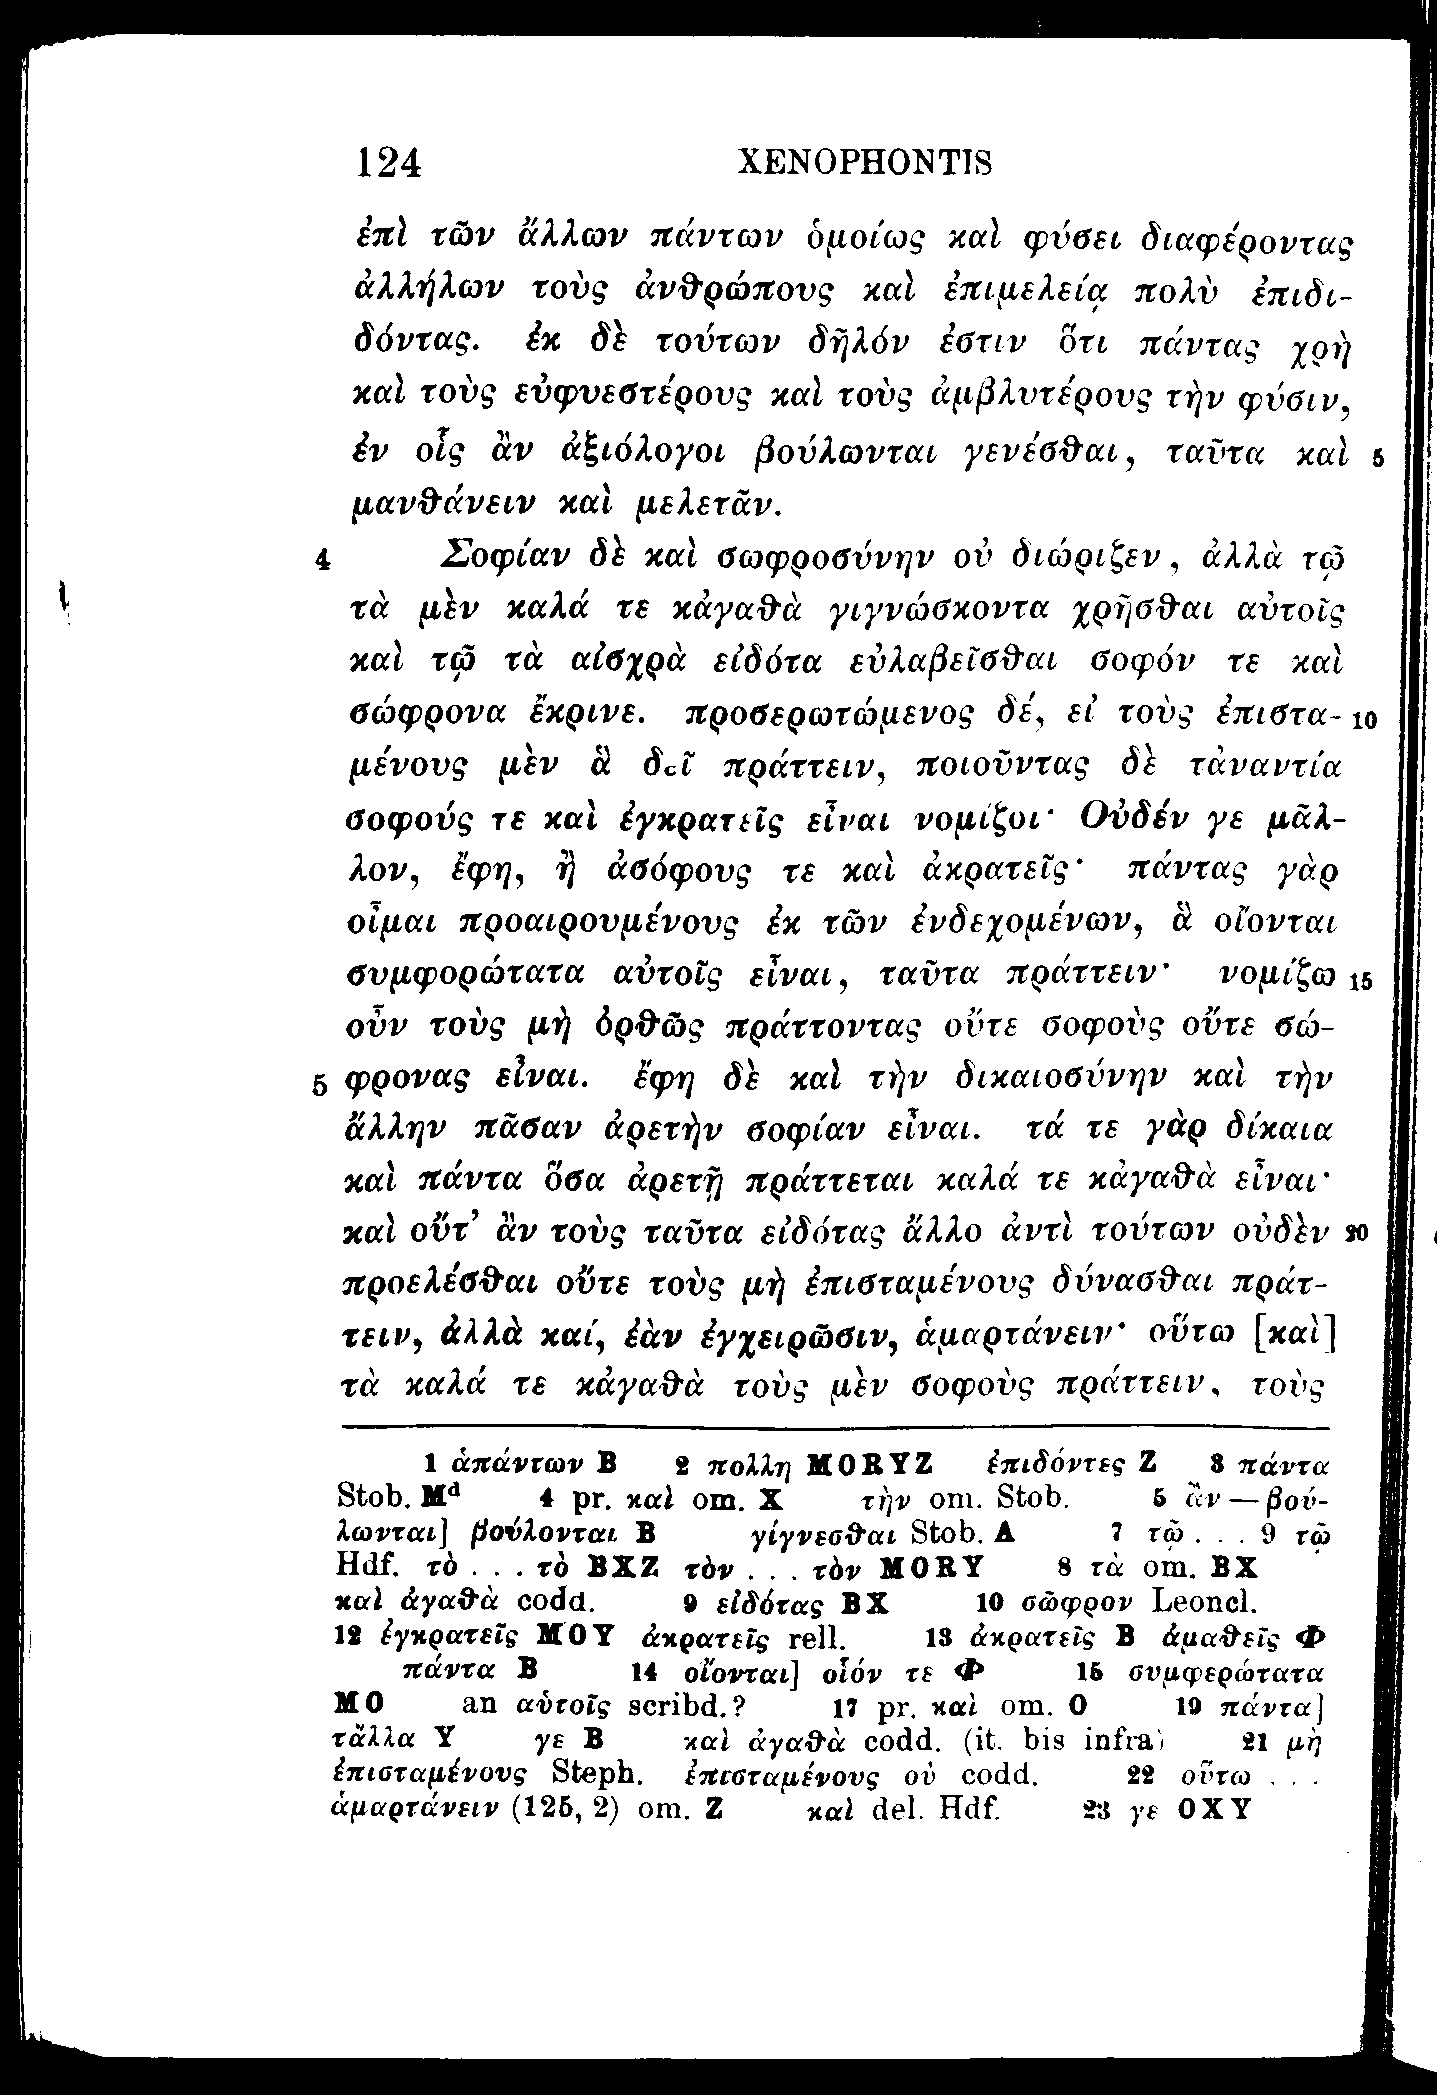 124 XENOPHONTIS
ἐπὶ τῶν ἄλλων πάντων ὁμοίως καὶ φύσει διαφέροντας
ἀλλήλων τοὺς ἀνθρώπους καὶ ἐπιμελείᾳ πολὺ ἐπιδι-
δόντας. ἐκ δὲ τούτων δῆλόν ἐστιν ὅτι πάντας χρὴ
καὶ τοὺς εὐφυεστέρους καὶ τοὺς ἀμβλυτέρους τὴν φύσιν,
ἐν οἷς ἂν ἀξιόλογοι βούλωνται γενέσθαι, ταῦτα καὶ 5
μανθάνειν καὶ μελετᾶν.
4 Σοφίαν δὲ καὶ σωφροσύνην οὐ διώριζεν, ἀλλὰ τῷ
τὰ μὲν καλά τε κἀγαθὰ γιγνώσκοντα χρῆσθαι αὐτοῖς
καὶ τῷ τὰ αἰσχρὰ εἰδότα εὐλαβεῖσθαι σοφόν τε καὶ
σώφρονα ἔκρινε. προσερωτώμενος δέ, εἰ τοὺς ἐπιστα- 10
μένους μὲν ἃ δεῖ πράττειν, ποιοῦντας δὲ τἀναντία
σοφούς τε καὶ ἐγκρατεῖς εἶναι νομίζοι· Οὐδέν γε μᾶλ-
λον, ἔφη, ἢ ἀσόφους τε καὶ ἀκρατεῖς· πάντας γὰρ
οἶμαι προαιρουμένους ἐκ τῶν ἐνδεχομένων, ἃ οἴονται
συμφορώτατα αὐτοῖς εἶναι, ταῦτα πράττειν· νομίζω 15
οὖν τοὺς μὴ ὀρθῶς πράττοντας οὔτε σοφοὺς οὔτε σώ-
5 φρονας εἶναι. ἔφη δὲ καὶ τὴν δικαιοσύνην καὶ τὴν
ἄλλην πᾶσαν ἀρετὴν σοφίαν εἶναι. τά τε γὰρ δίκαια
καὶ πάντα ὅσα ἀρετῇ πράττεται καλά τε κἀγαθὰ εἶναι·
καὶ οὔτ’ ἂν τοὺς ταῦτα εἰδότας ἄλλο ἀντὶ τούτων οὐδὲν 20
προελέσθαι οὔτε τοὺς μὴ ἐπισταμένους δύνασθαι πράτ-
τειν, ἀλλὰ καί, ἐὰν ἐγχειρῶσιν, ἁμαρτάνειν· οὕτω [καὶ]
τὰ καλά τε κἀγαθὰ τοὺς μὲν σοφοὺς πράττειν, τοὺς
1 ἁπάντων B 2 πολλη MORYZ ἐπιδόντες Z 3 πάντα
Stob. Mᵈ 4 pr. καὶ om. X τὴν om. Stob. 5 ἂν — βού-
λωνται] βούλονται B γίγνεσθαι Stob. A 7 τῷ . . . 9 τῷ
Hdf. τὸ . . . τὸ BXZ τὸν . . . τὸν MORY 8 τὰ om. BX
καὶ ἀγαθὰ codd. 9 εἰδότας BX 10 σῶφρον Leoncl.
12 ἐγκρατεῖς MOY ἀκρατεῖς rell. 13 ἀκρατεῖς B ἀμαθεῖς Φ
πάντα B 14 οἴονται] οἷόν τε Φ 15 συμφερώτατα
MO an αὑτοῖς scribd.? 17 pr. καὶ om. O 19 πάντα]
τἄλλα Y γε B καὶ ἀγαθὰ codd. (it. bis infra) 21 μὴ
ἐπισταμένους Steph. ἐπισταμένους οὐ codd. 22 οὕτω . . .
ἁμαρτάνειν (125, 2) om. Z καὶ del. Hdf. 23 γε OXY